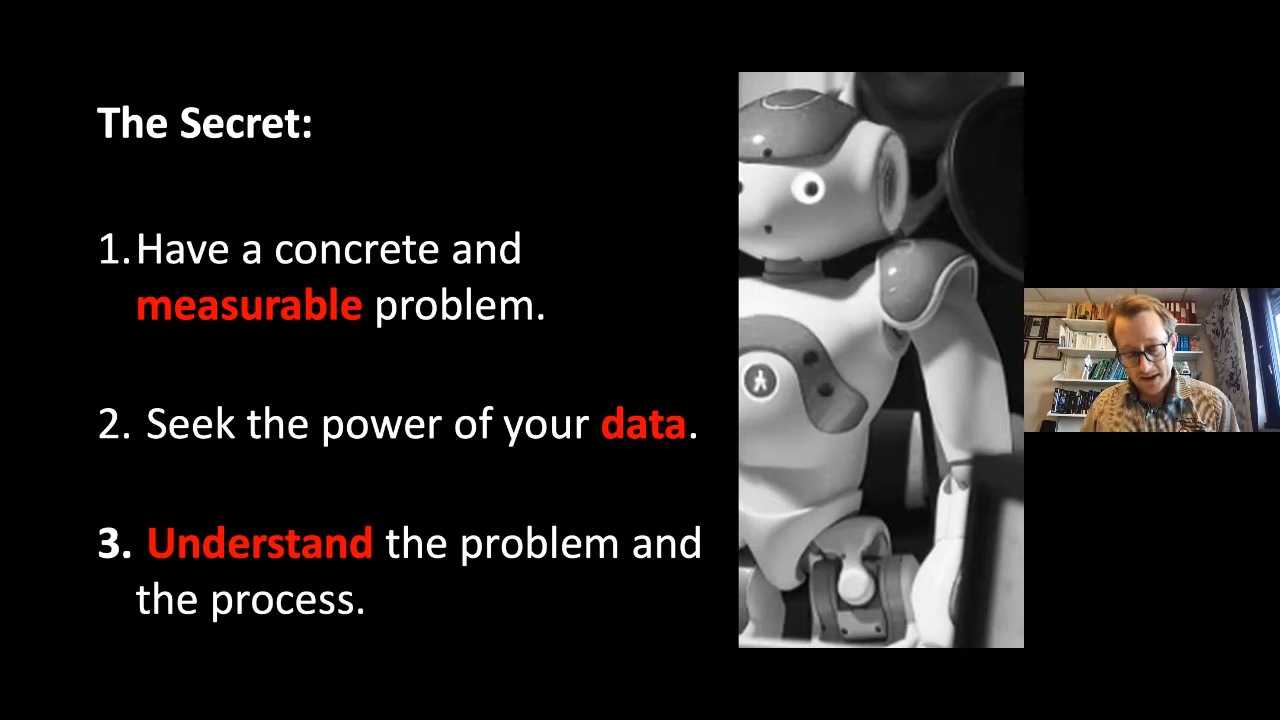 The Secret:
1. Have a concrete and
measurable problem.
2. Seek the power of your data.
3. Understand the problem and
the process.